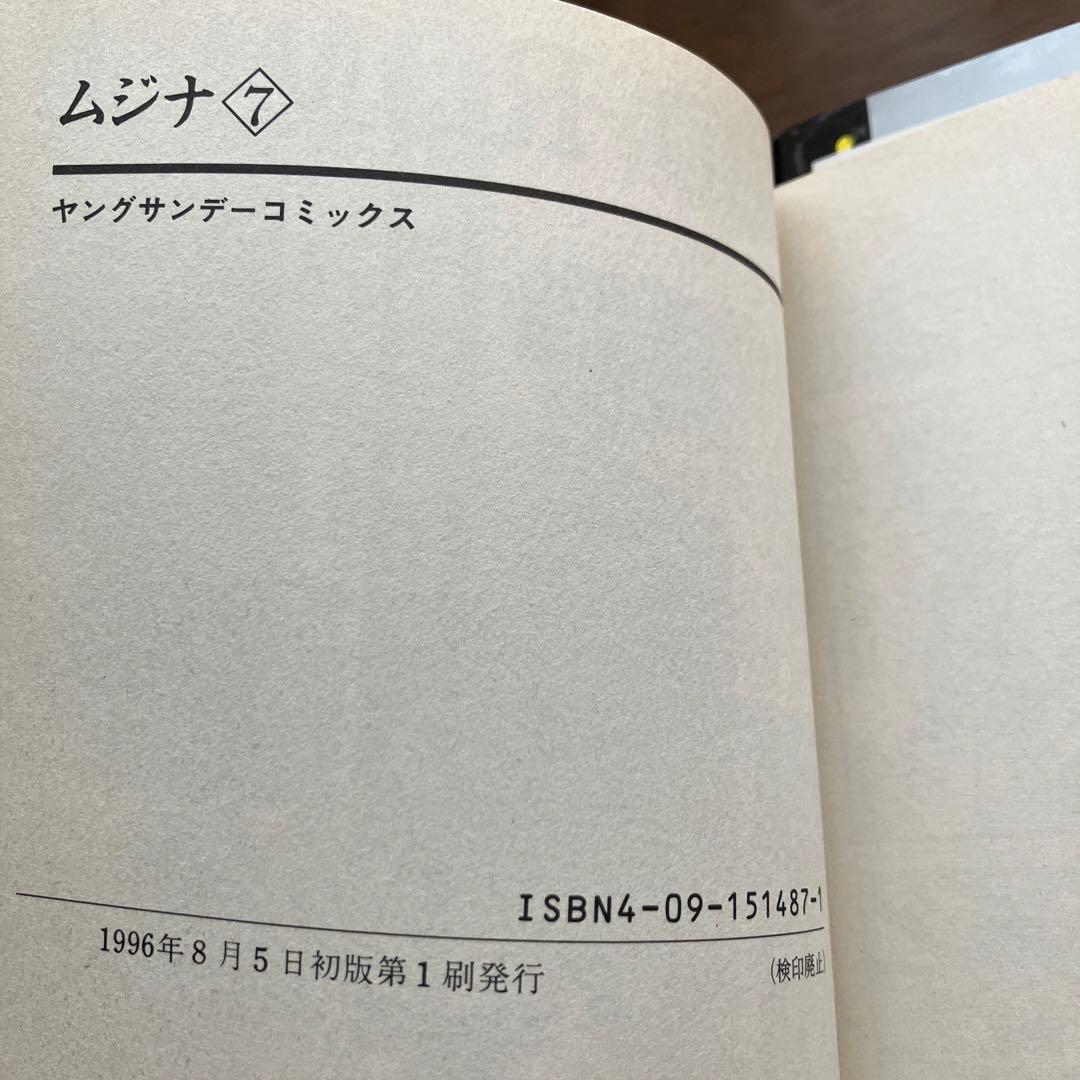 ムジナ 7
ヤングサンデーコミックス
ISBN4-09-151487-1
1996年8月5日初版第1刷発行
(検印廃止)